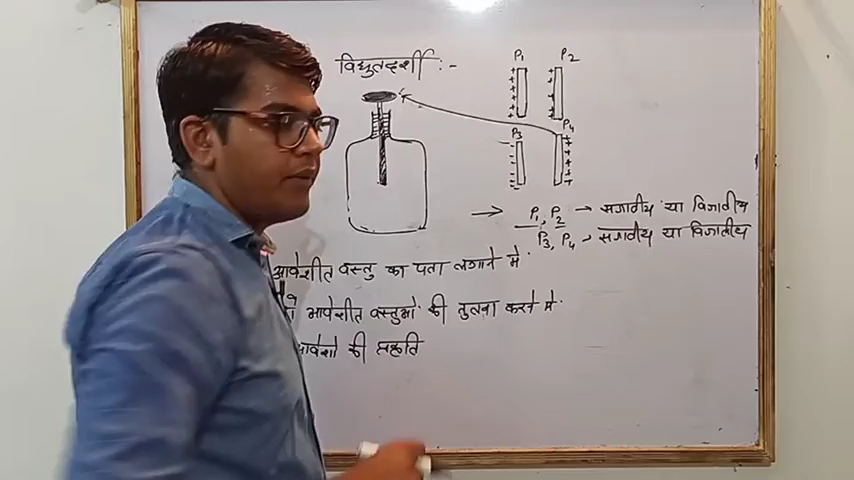 विद्युतदर्शी :-
P₁ P₂
P₃ P₄
→ P₁, P₂ → सजातीय या विजातीय
P₃, P₄ → सजातीय या विजातीय
आवेशीत वस्तु का पता लगाने मे.
आवेशीत वस्तुओं की तुलना करने मे.
आवेशो की प्रकृति